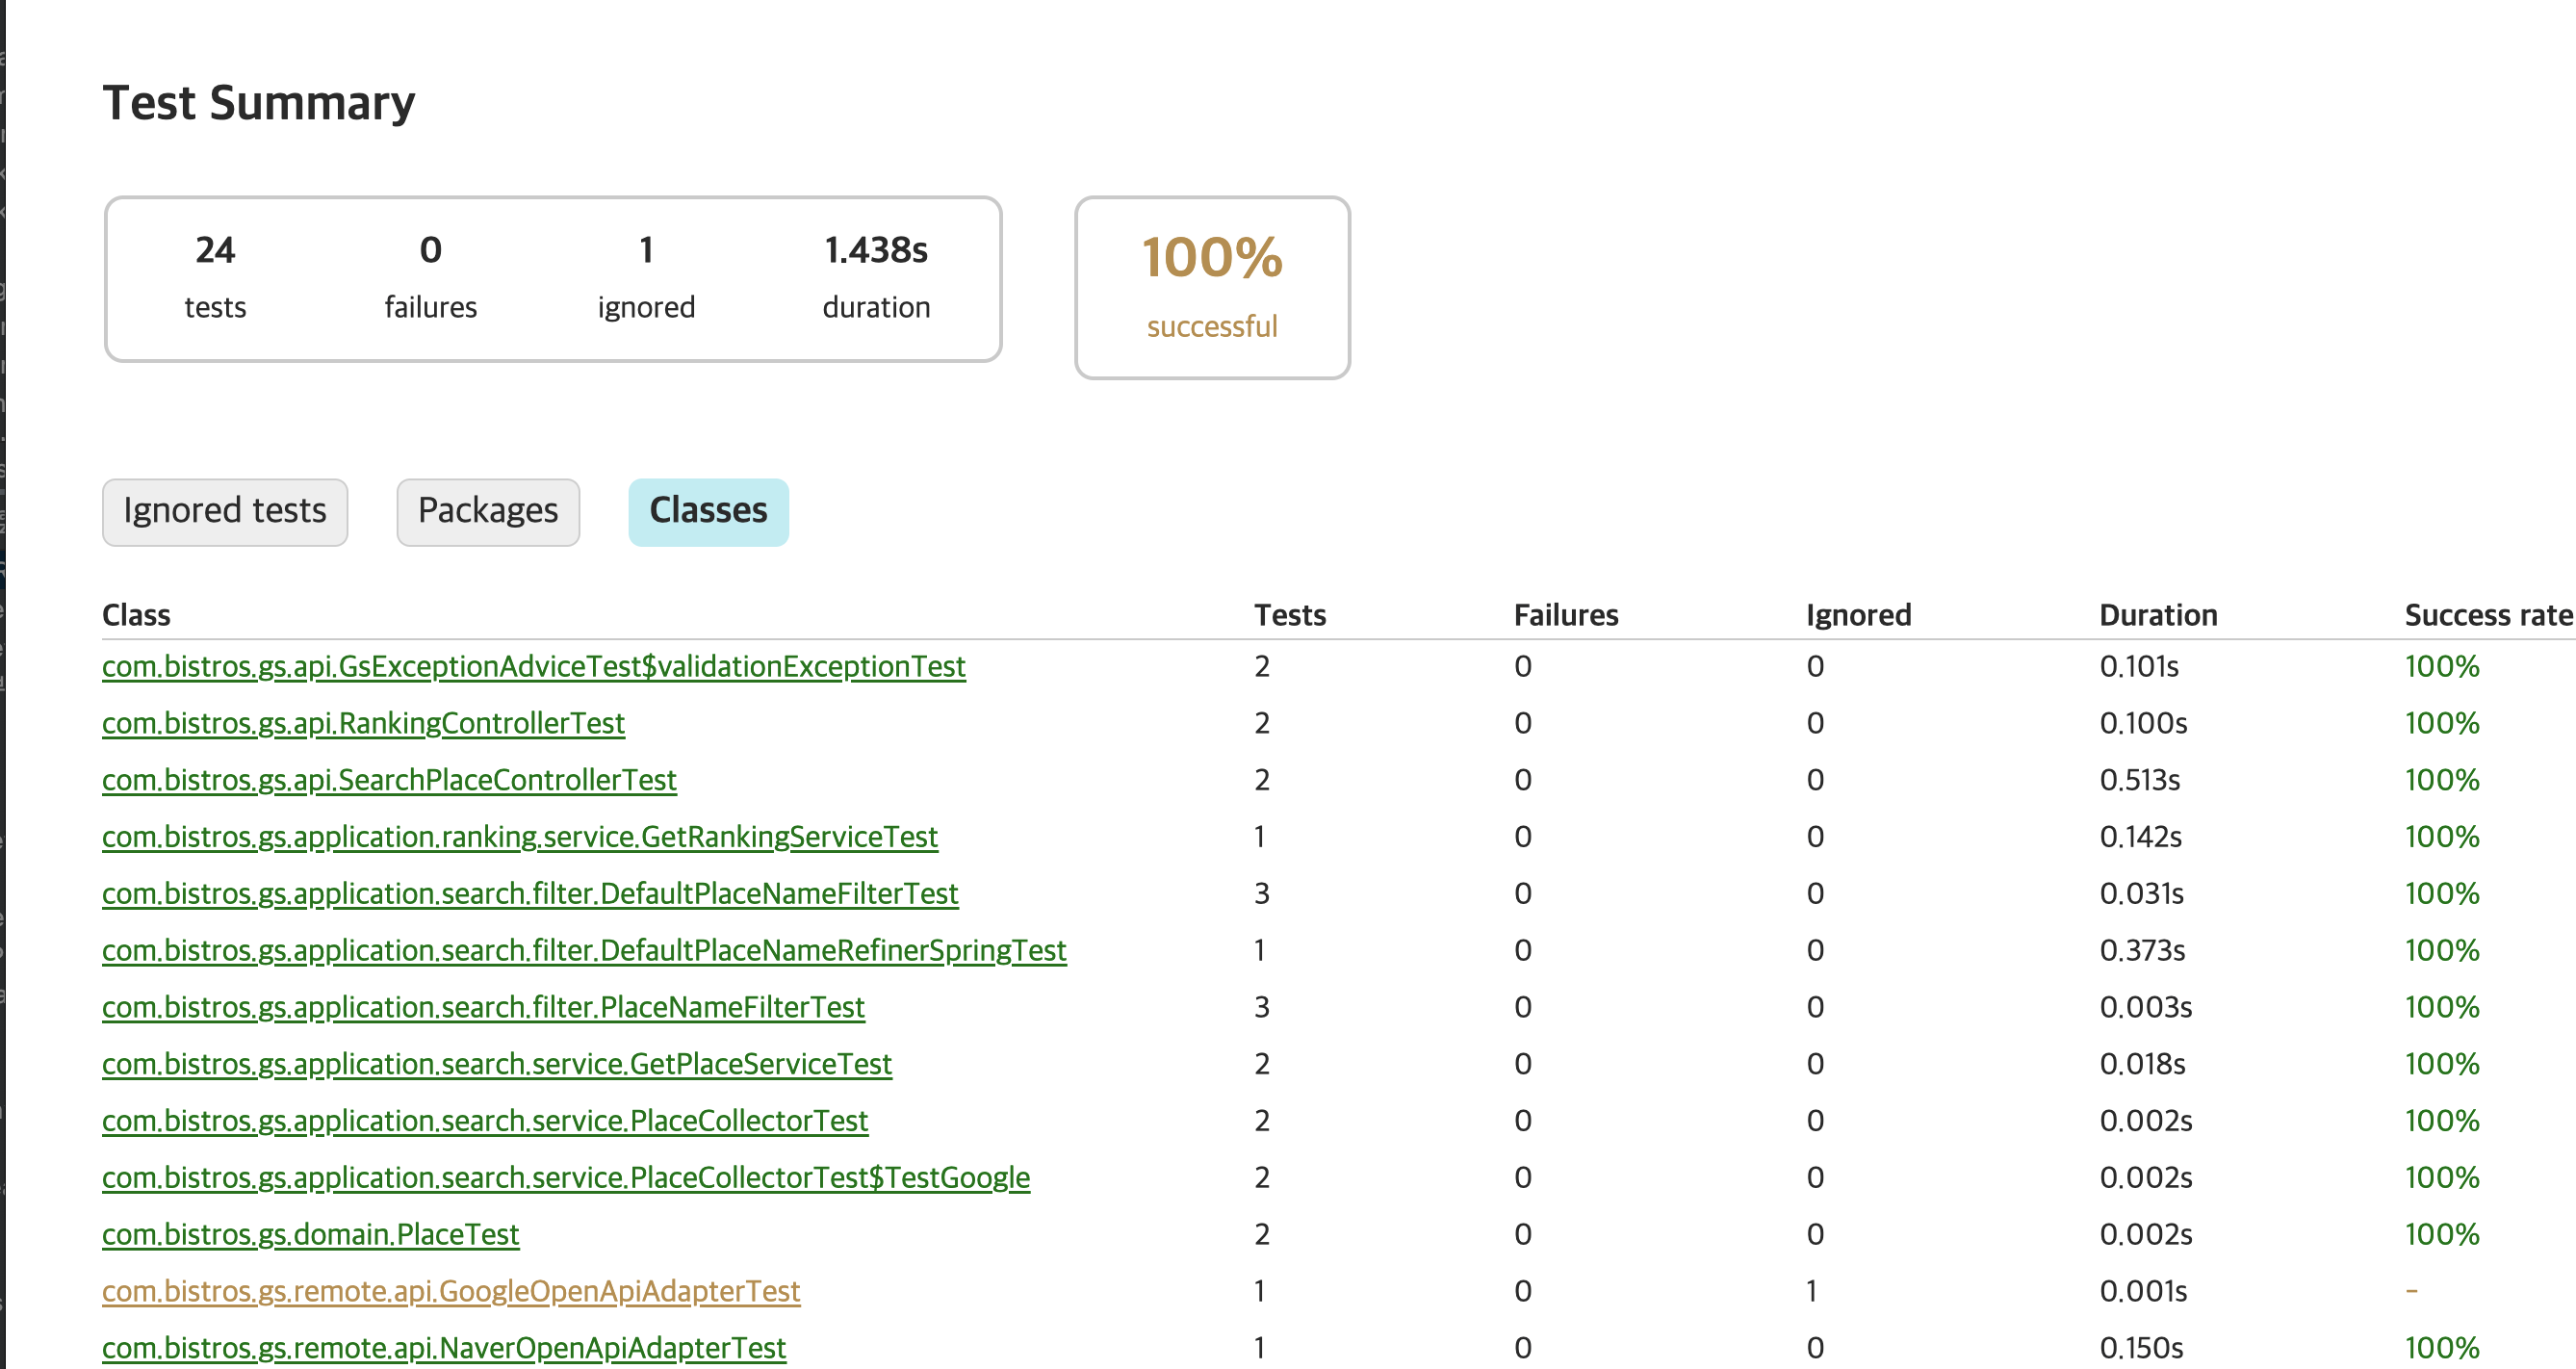 Test Summary
24 0 1 1.438s
tests failures ignored duration
100%
successful
Ignored tests Packages Classes
Class Tests Failures Ignored Duration Success rate
com.bistros.gs.api.GsExceptionAdviceTest$validationExceptionTest 2 0 0 0.101s 100%
com.bistros.gs.api.RankingControllerTest 2 0 0 0.100s 100%
com.bistros.gs.api.SearchPlaceControllerTest 2 0 0 0.513s 100%
com.bistros.gs.application.ranking.service.GetRankingServiceTest 1 0 0 0.142s 100%
com.bistros.gs.application.search.filter.DefaultPlaceNameFilterTest 3 0 0 0.031s 100%
com.bistros.gs.application.search.filter.DefaultPlaceNameRefinerSpringTest 1 0 0 0.373s 100%
com.bistros.gs.application.search.filter.PlaceNameFilterTest 3 0 0 0.003s 100%
com.bistros.gs.application.search.service.GetPlaceServiceTest 2 0 0 0.018s 100%
com.bistros.gs.application.search.service.PlaceCollectorTest 2 0 0 0.002s 100%
com.bistros.gs.application.search.service.PlaceCollectorTest$TestGoogle 2 0 0 0.002s 100%
com.bistros.gs.domain.PlaceTest 2 0 0 0.002s 100%
com.bistros.gs.remote.api.GoogleOpenApiAdapterTest 1 0 1 0.001s -
com.bistros.gs.remote.api.NaverOpenApiAdapterTest 1 0 0 0.150s 100%